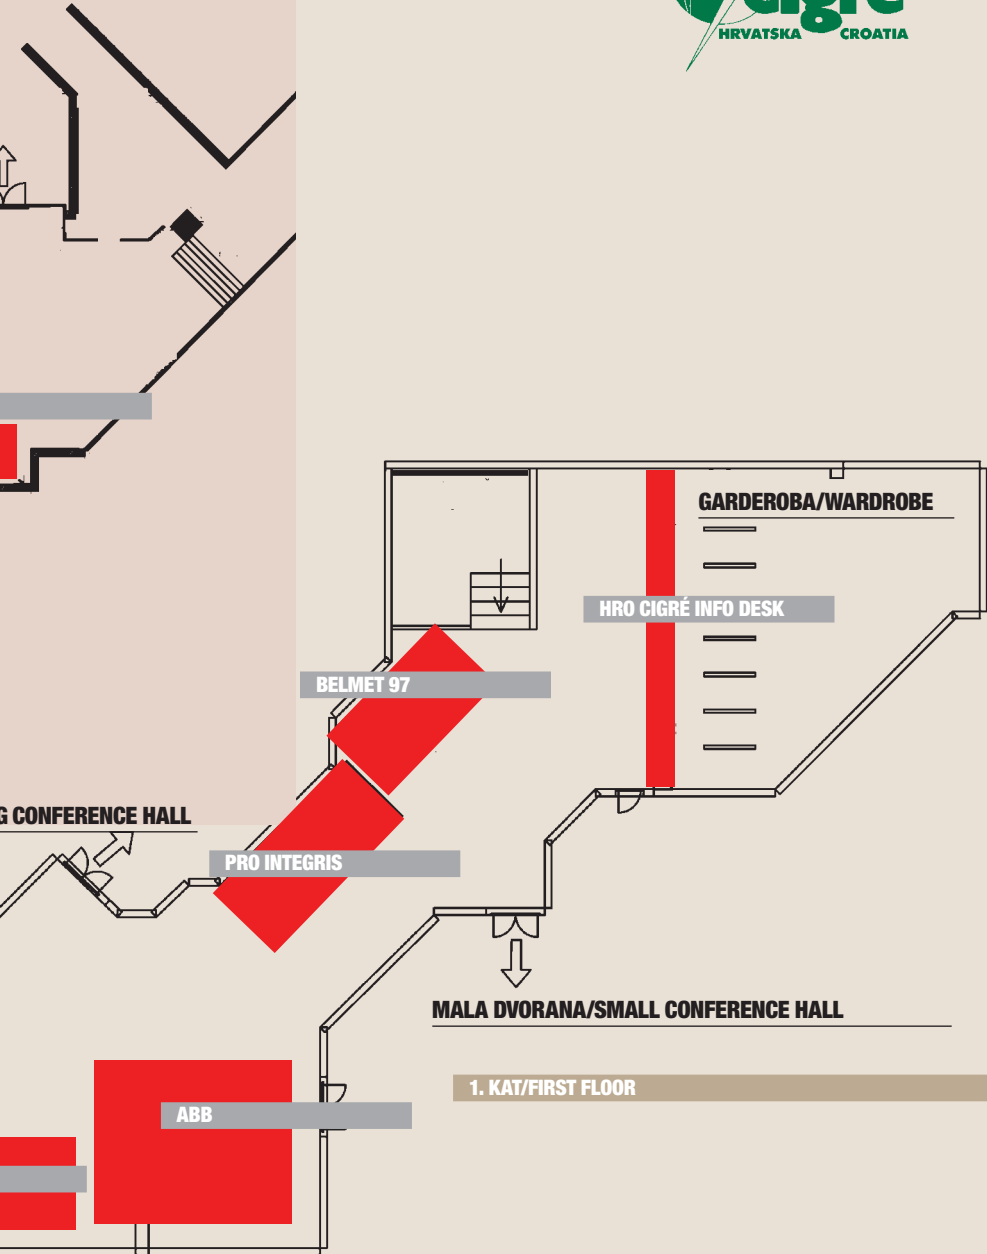 cigre
HRVATSKA CROATIA
GARDEROBA/WARDROBE
HRO CIGRÉ INFO DESK
BELMET 97
G CONFERENCE HALL
PRO INTEGRIS
MALA DVORANA/SMALL CONFERENCE HALL
1. KAT/FIRST FLOOR
ABB